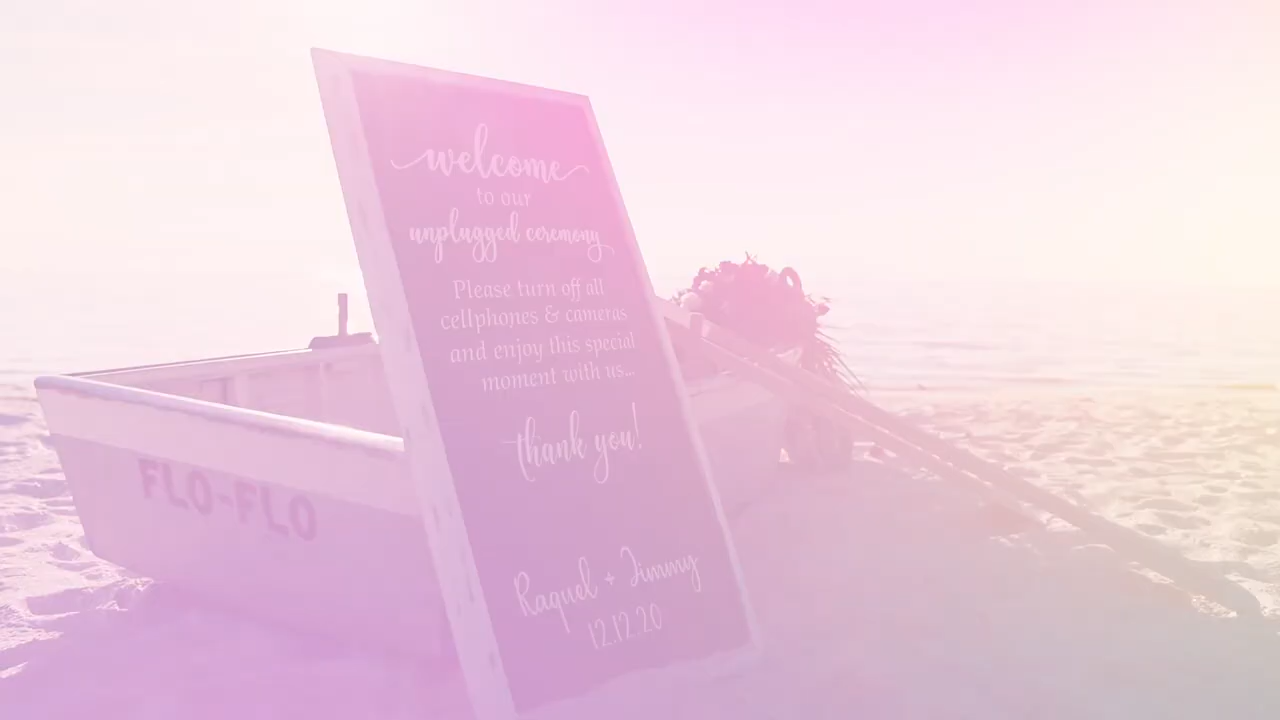 welcome
to our
unplugged ceremony
Please turn off all
cellphones & cameras
and enjoy this special
moment with us...
thank you!
Raquel + Jimmy
12.12.20
FLO-FLO